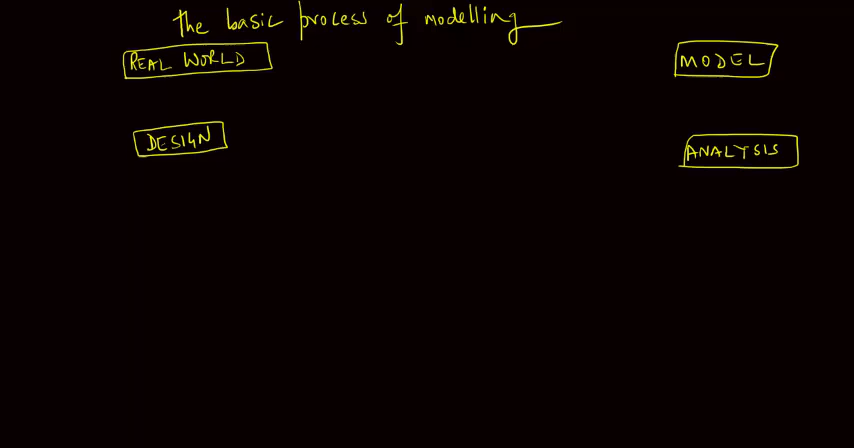 the basic process of modelling
REAL WORLD
MODEL
DESIGN
ANALYSIS